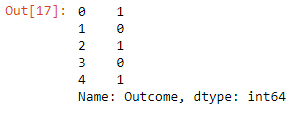 Out[17]: 0    1
1    0
2    1
3    0
4    1
Name: Outcome, dtype: int64